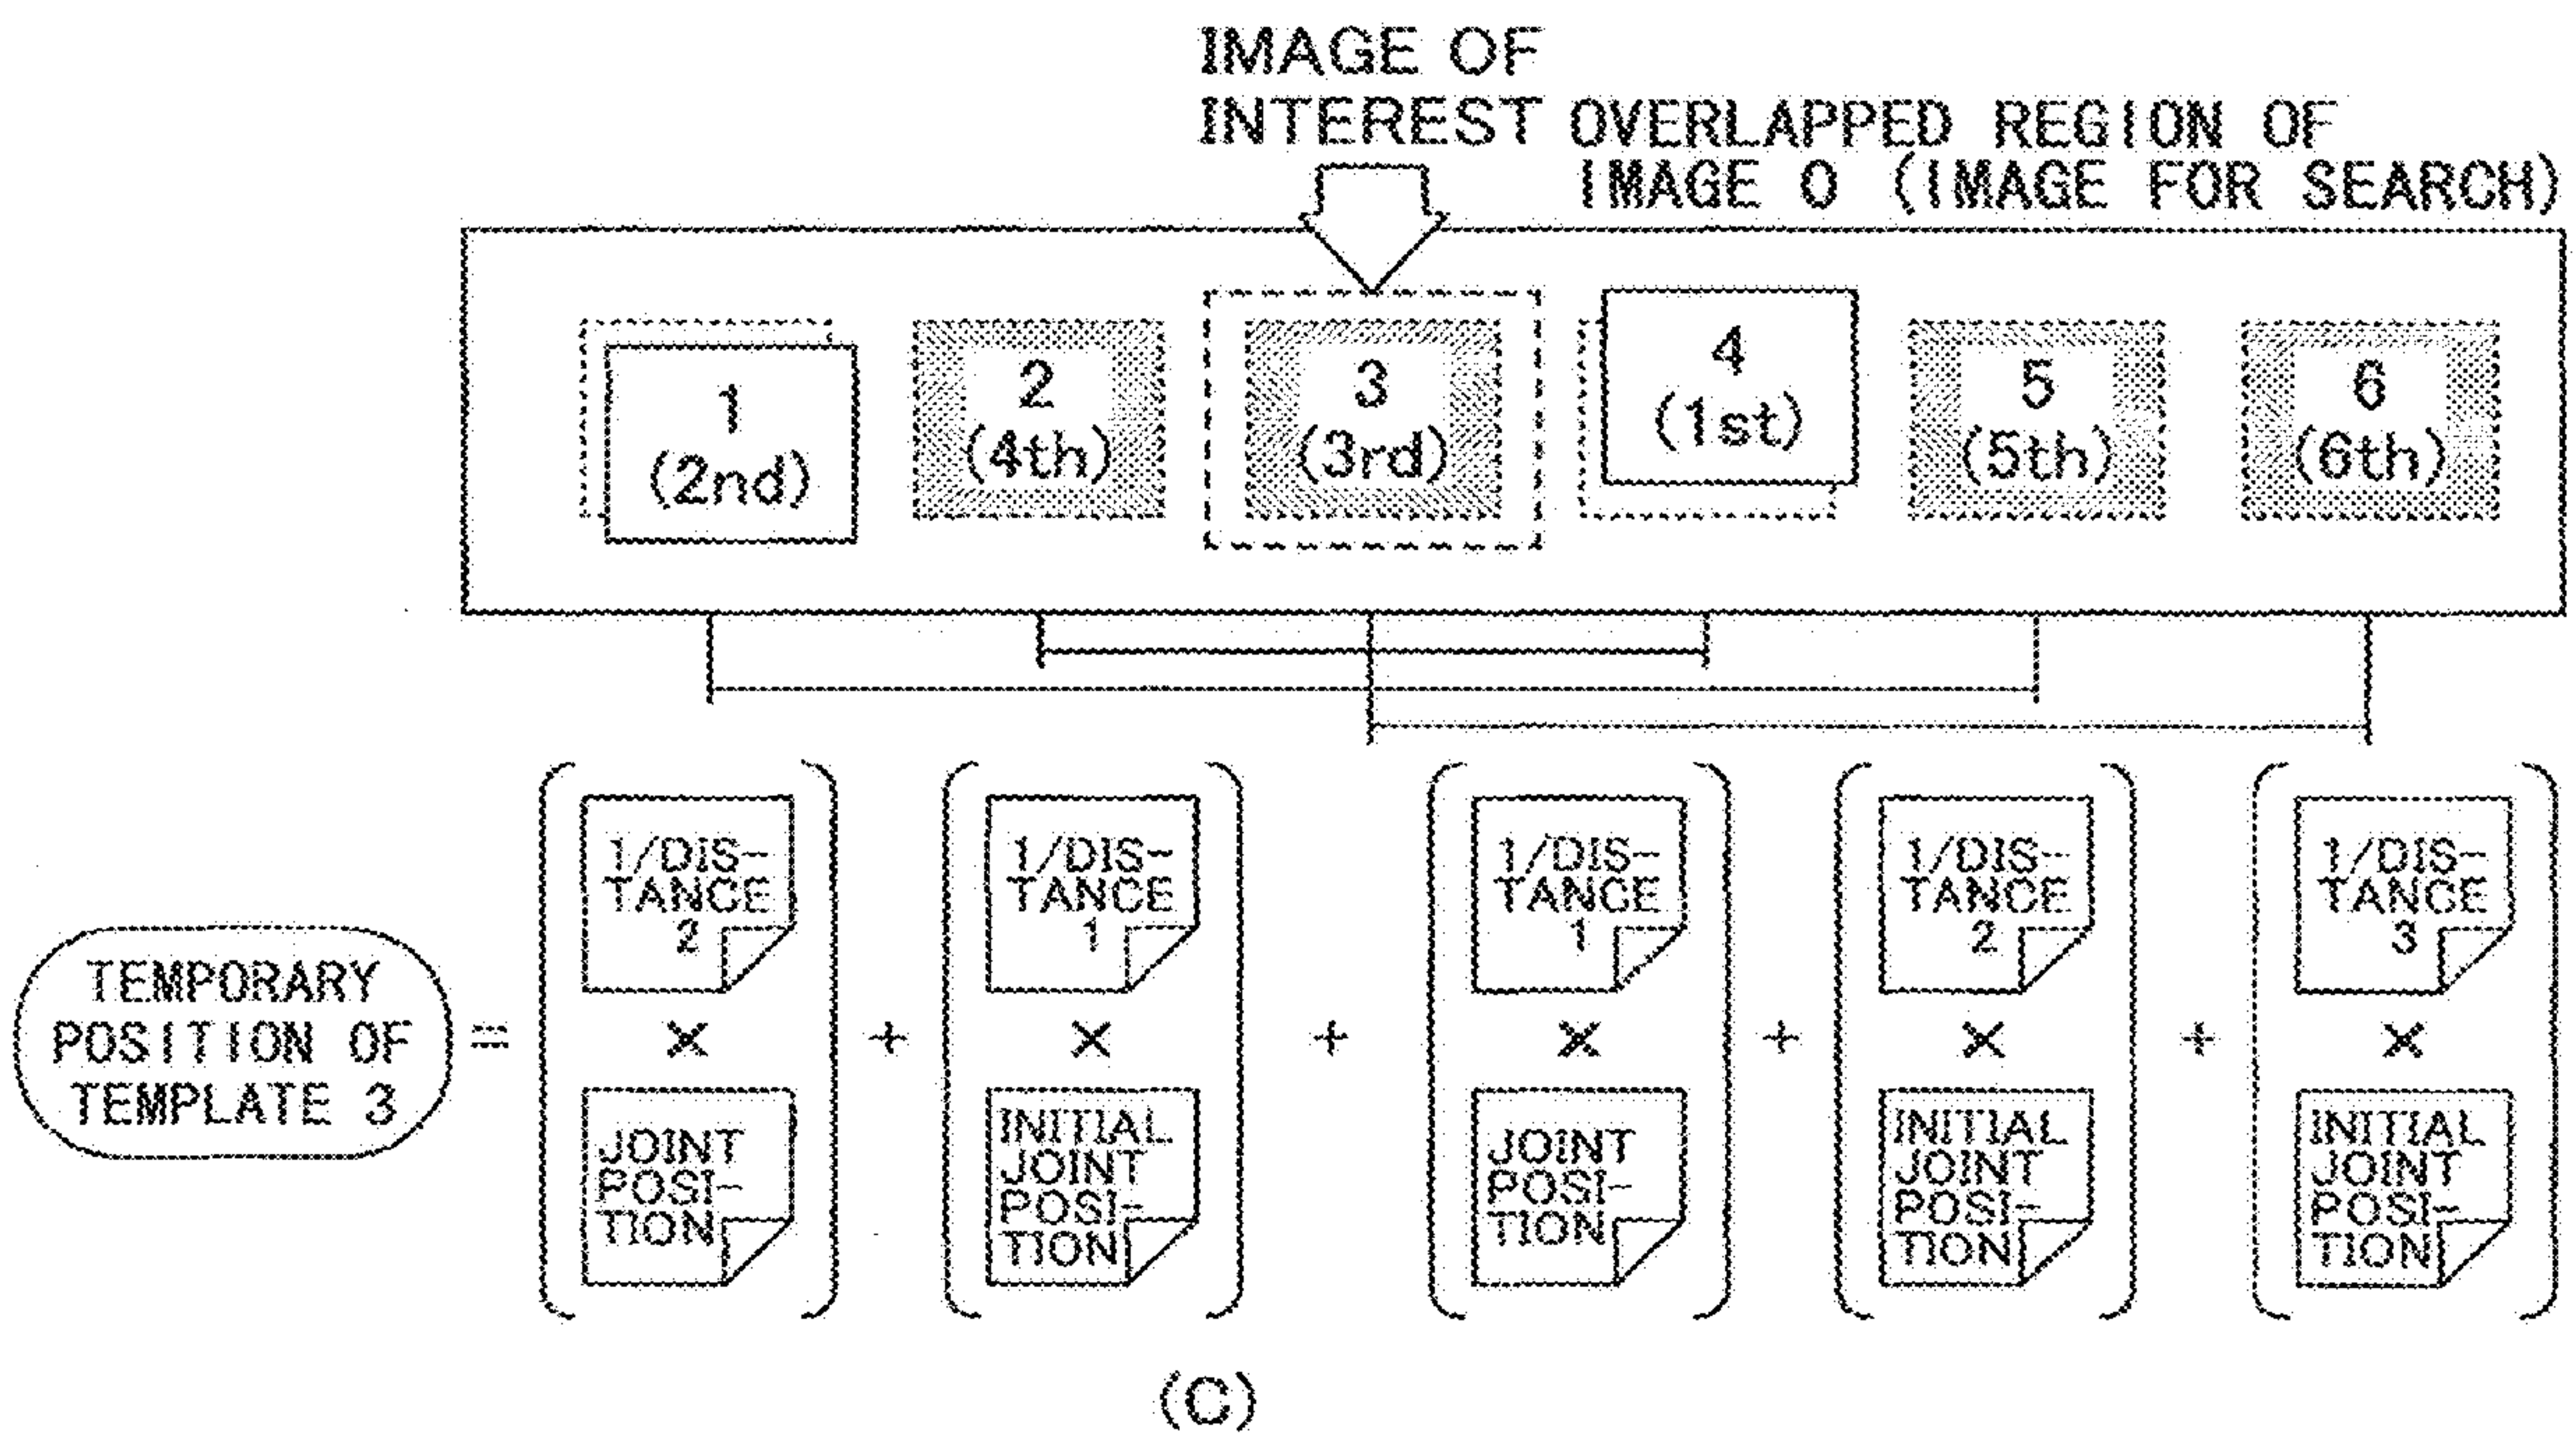 IMAGE OF
INTEREST
OVERLAPPED REGION OF
IMAGE O (IMAGE FOR SEARCH)
1
(2nd)
2
(4th)
3
(3rd)
4
(1st)
5
(5th)
6
(6th)
TEMPORARY
POSITION OF
TEMPLATE 3
=
1/DIS-
TANCE
2
×
JOINT
POSI-
TION
+
1/DIS-
TANCE
1
×
INITIAL
JOINT
POSI-
TION
+
1/DIS-
TANCE
1
×
JOINT
POSI-
TION
+
1/DIS-
TANCE
2
×
INITIAL
JOINT
POSI-
TION
+
1/DIS-
TANCE
3
×
INITIAL
JOINT
POSI-
TION
(C)